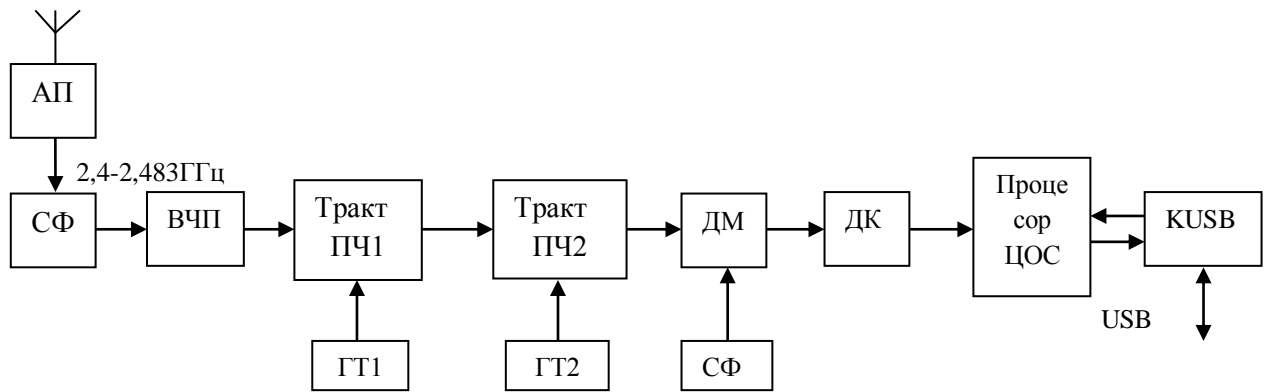 АП
2,4-2,483ГГц
СФ
ВЧП
Тракт
ПЧ1
Тракт
ПЧ2
ДМ
ДК
Проце
сор
ЦОС
KUSB
USB
ГТ1
ГТ2
СФ